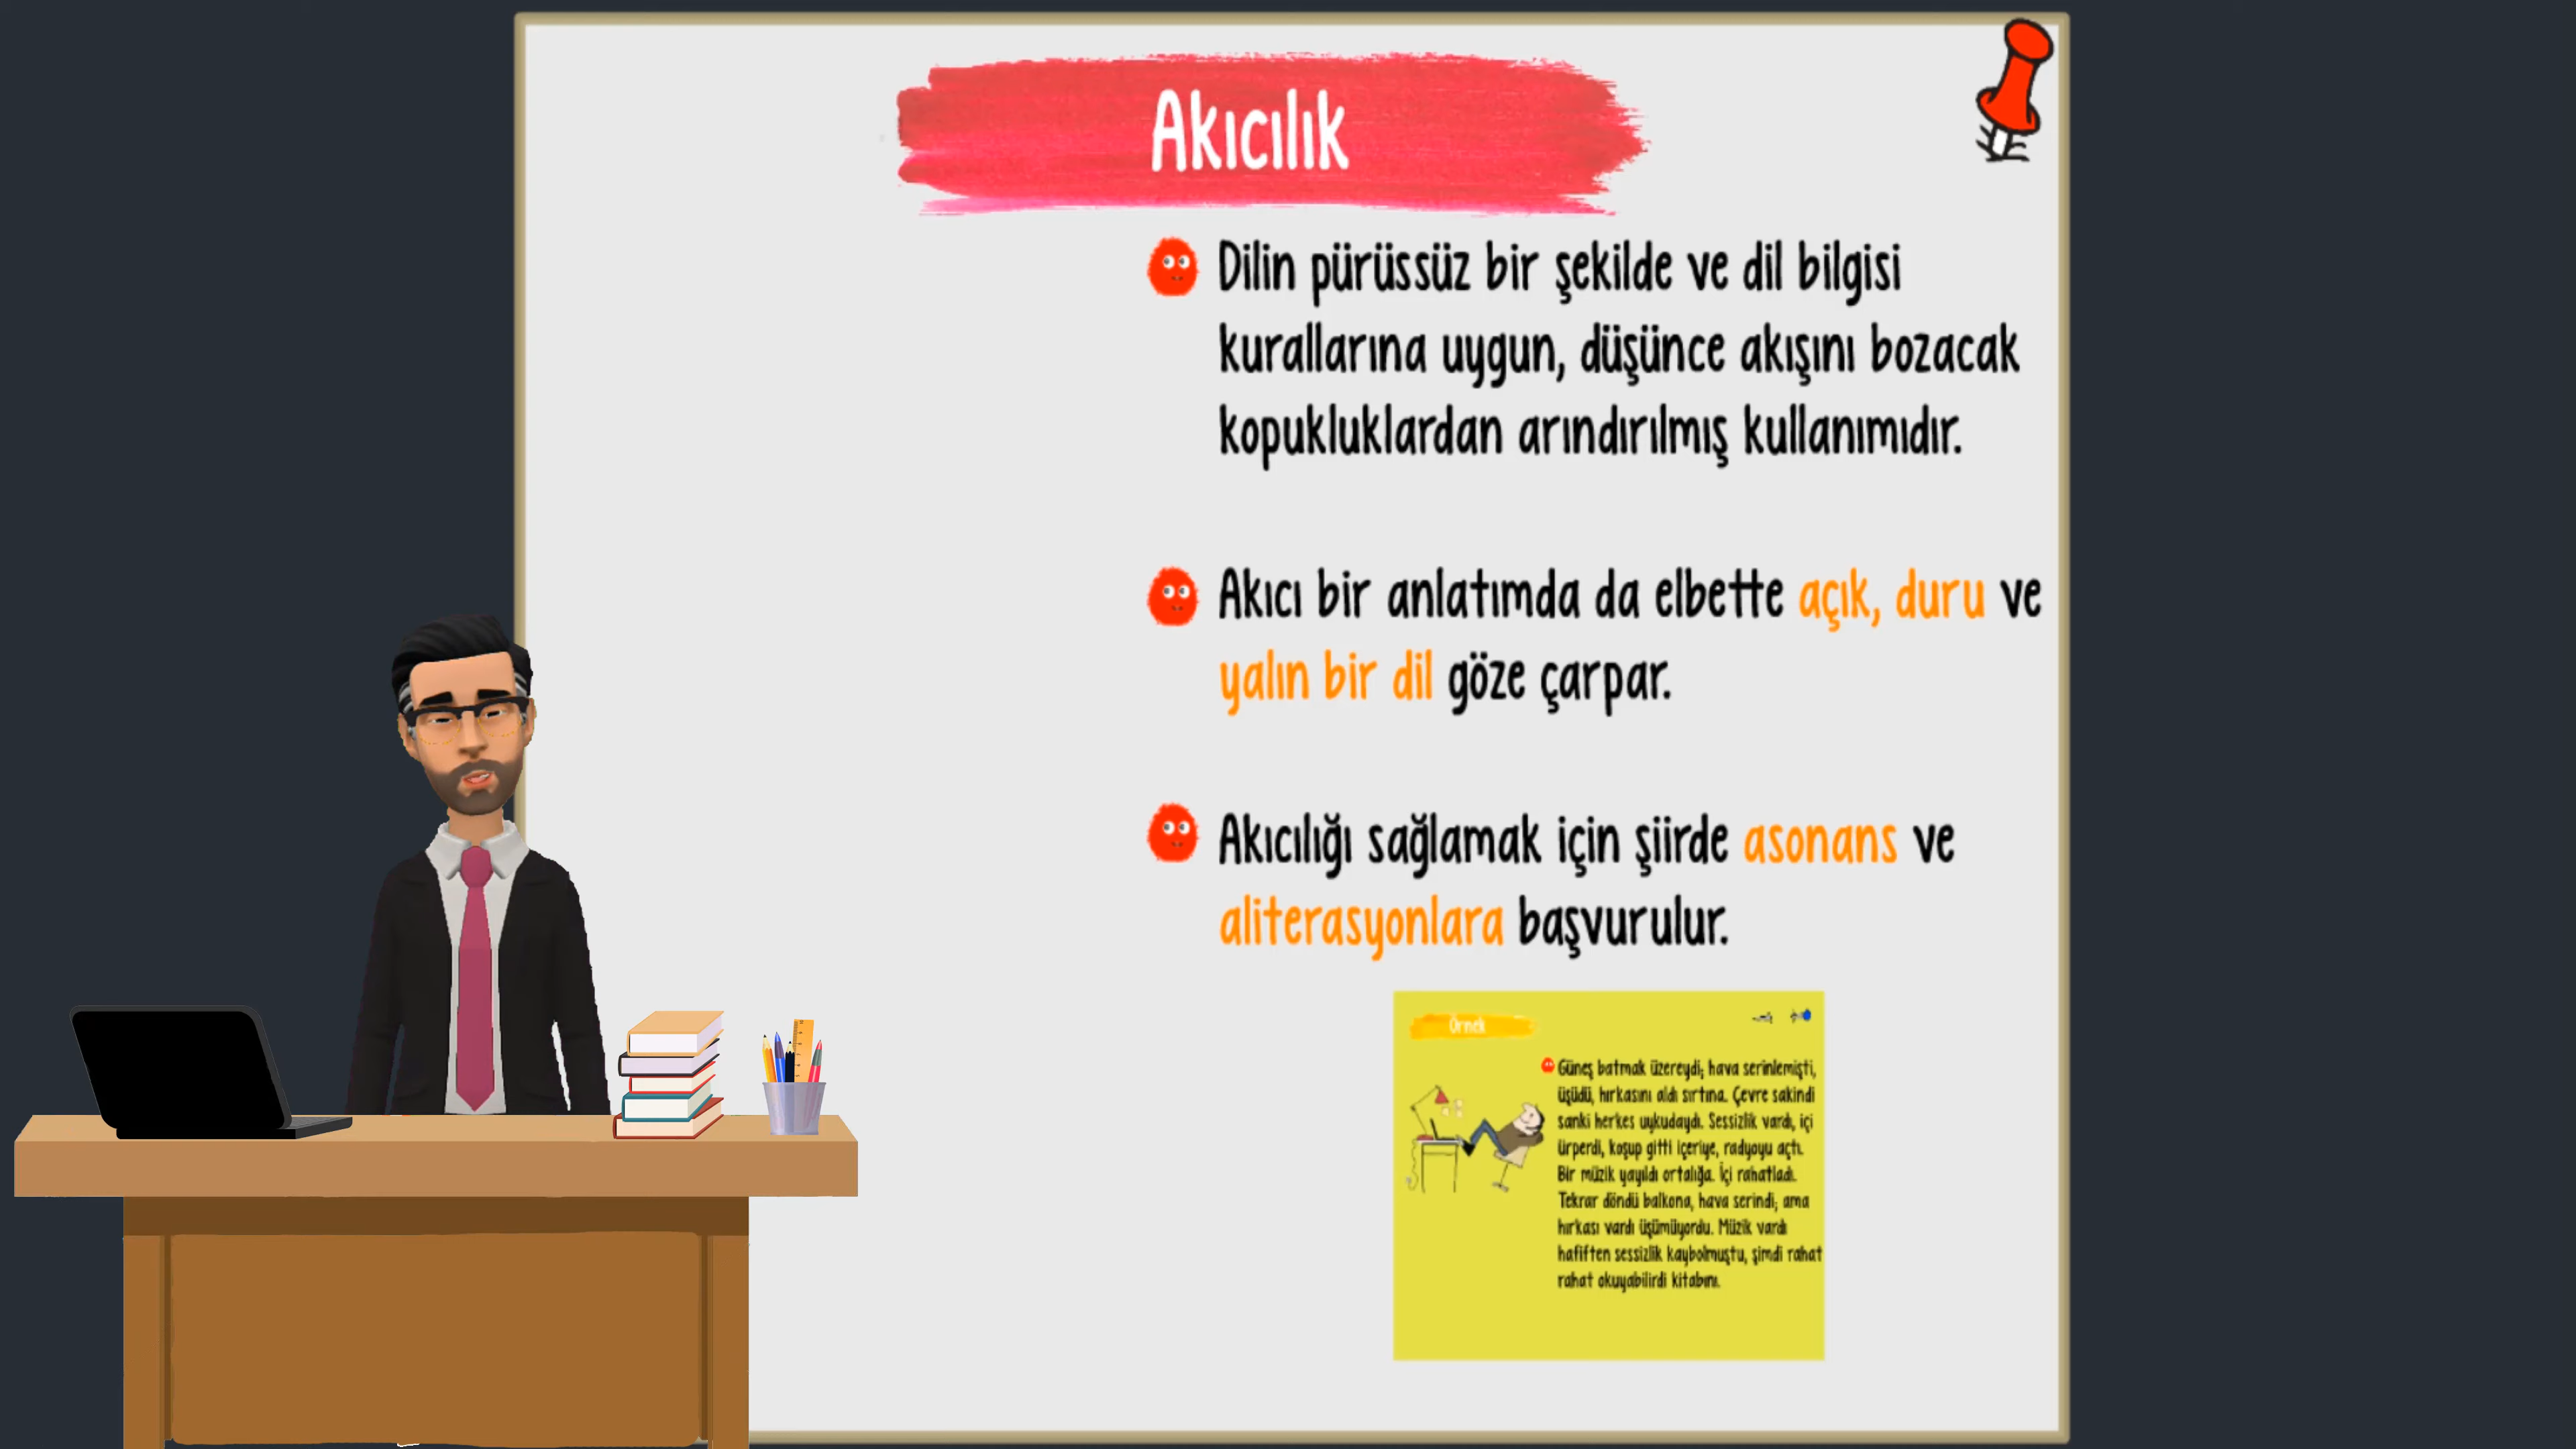 Akıcılık
Dilin pürüssüz bir şekilde ve dil bilgisi
kurallarına uygun, düşünce akışını bozacak
kopukluklardan arındırılmış kullanımıdır.
Akıcı bir anlatımda da elbette açık, duru ve
yalın bir dil göze çarpar.
Akıcılığı sağlamak için şiirde asonans ve
aliterasyonlara başvurulur.
Örnek
Güneş batmak üzereydi; hava serinlemişti,
üşüdü, hırkasını aldı sırtına. Çevre sakindi
sanki herkes uykudaydı. Sessizlik vardı, içi
ürperdi, koşup gitti içeriye, radyoyu açtı.
Bir müzik yayıldı ortalığa. İçi rahatladı.
Tekrar döndü balkona, hava serindi; ama
hırkası vardı üşümüyordu. Müzik vardı
hafiften sessizlik kaybolmuştu, şimdi rahat
rahat okuyabilirdi kitabını.